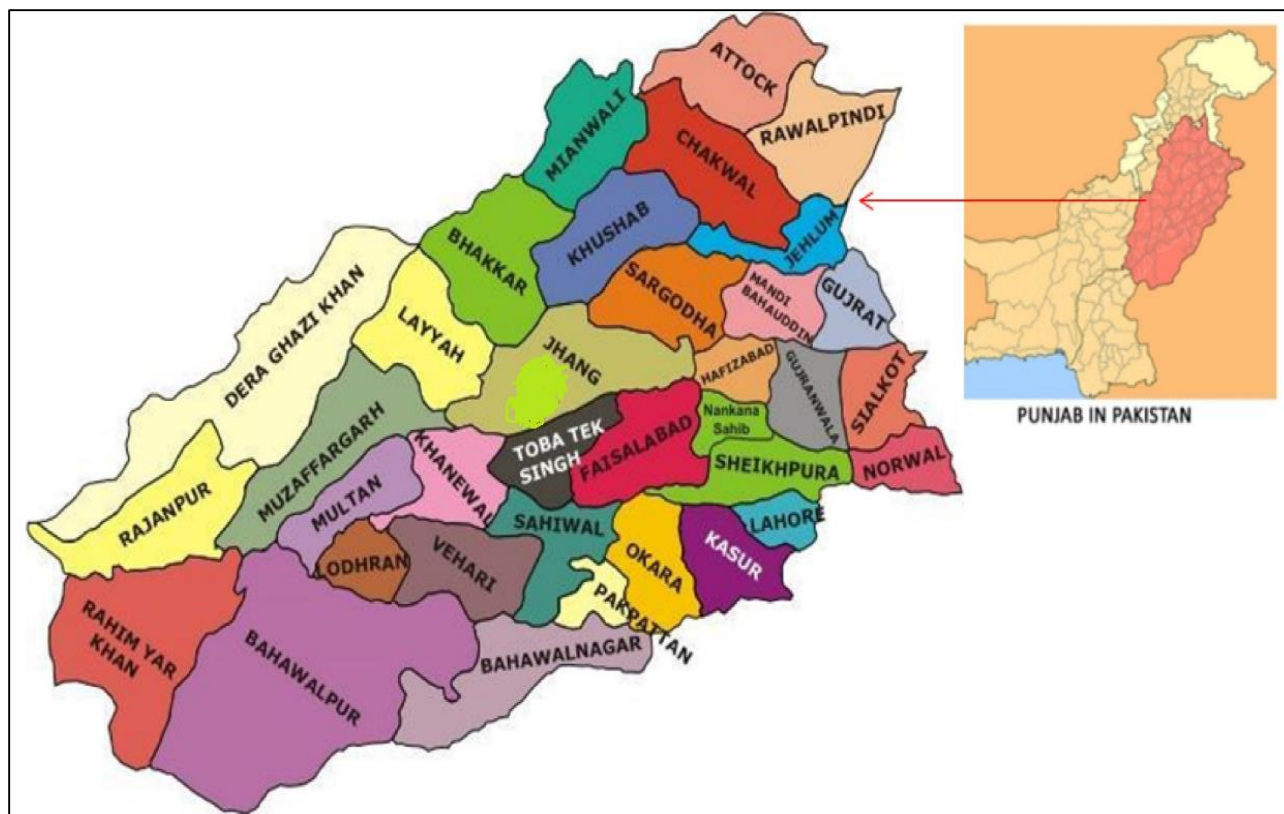 ATTOCK
RAWALPINDI
MIANWALI
CHAKWAL
JEHLUM
KHUSHAB
BHAKKAR
SARGODHA
MANDI
BAHAUDDIN
GUJRAT
DERA GHAZI KHAN
LAYYAH
JHANG
HAFIZABAD
GUJRANWALA
SIALKOT
PUNJAB IN PAKISTAN
MUZAFFARGARH
KHANEWAL
TOBA TEK
SINGH
FAISALABAD
Nankana
Sahib
SHEIKHPURA
NORWAL
RAJANPUR
MULTAN
SAHIWAL
LAHORE
LODHRAN
VEHARI
OKARA
KASUR
PAKPATTAN
RAHIM YAR
KHAN
BAHAWALPUR
BAHAWALNAGAR